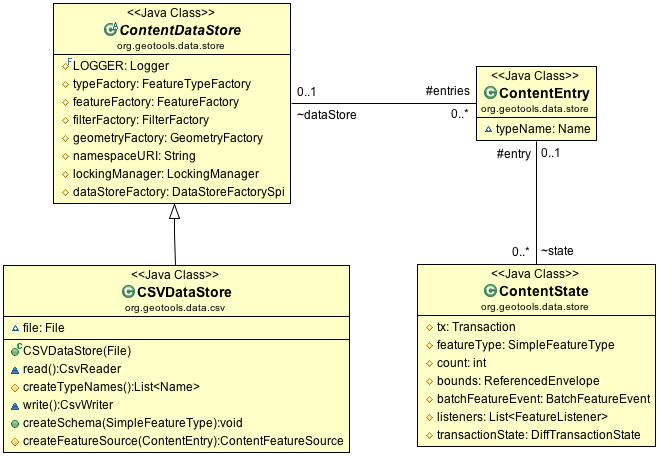 <<Java Class>>
ContentDataStore
org.geotools.data.store
LOGGER: Logger
typeFactory: FeatureTypeFactory
featureFactory: FeatureFactory
filterFactory: FilterFactory
geometryFactory: GeometryFactory
namespaceURI: String
lockingManager: LockingManager
dataStoreFactory: DataStoreFactorySpi
0..1
~dataStore
#entries
0..*
<<Java Class>>
ContentEntry
org.geotools.data.store
typeName: Name
#entry
0..1
0..*
~state
<<Java Class>>
CSVDataStore
org.geotools.data.csv
file: File
CSVDataStore(File)
read():CsvReader
createTypeNames():List<Name>
write():CsvWriter
createSchema(SimpleFeatureType):void
createFeatureSource(ContentEntry):ContentFeatureSource
<<Java Class>>
ContentState
org.geotools.data.store
tx: Transaction
featureType: SimpleFeatureType
count: int
bounds: ReferencedEnvelope
batchFeatureEvent: BatchFeatureEvent
listeners: List<FeatureListener>
transactionState: DiffTransactionState